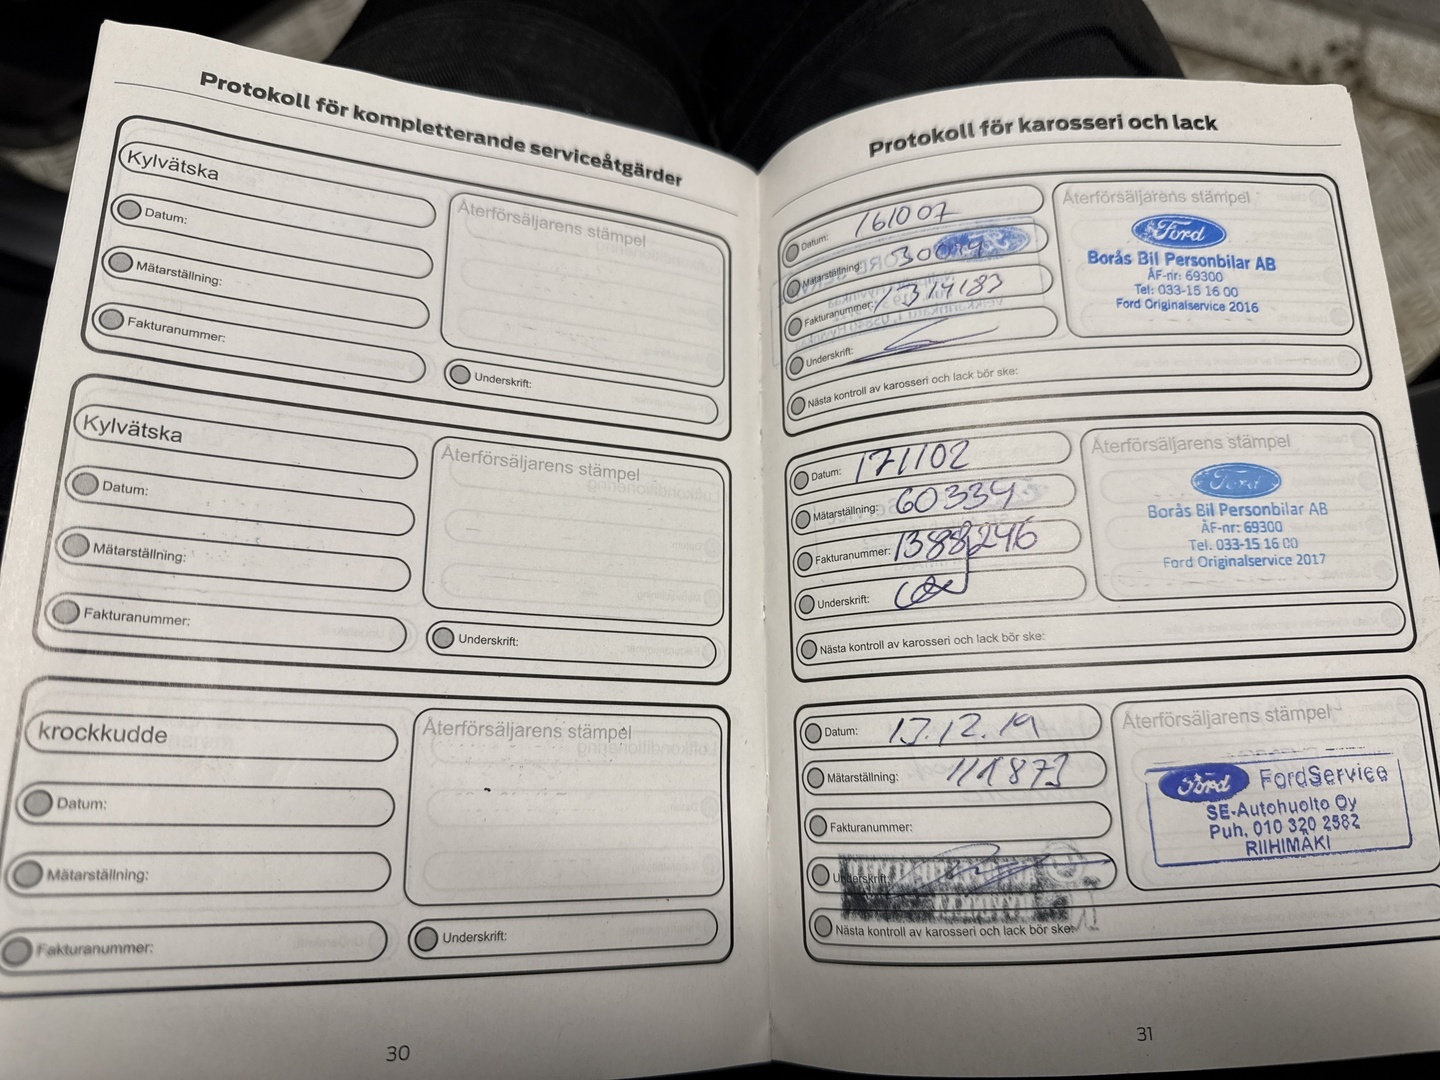 Protokoll för kompletterande serviceåtgärder
Kylvätska
Datum:
Mätarställning:
Fakturanummer:
Återförsäljarens stämpel
Underskrift:
Kylvätska
Datum:
Mätarställning:
Fakturanummer:
Återförsäljarens stämpel
Underskrift:
krockkudde
Datum:
Mätarställning:
Fakturanummer:
Återförsäljarens stämpel
Underskrift:
30
Protokoll för karosseri och lack
Datum: 161007
Mätarställning:
Fakturanummer:
Underskrift:
Nästa kontroll av karosseri och lack bör ske:
Återförsäljarens stämpel
Ford
Borås Bil Personbilar AB
ÅF-nr: 69300
Tel: 033-15 16 00
Ford Originalservice 2016
Datum: 171102
Mätarställning: 60334
Fakturanummer: 1388246
Underskrift:
Nästa kontroll av karosseri och lack bör ske:
Återförsäljarens stämpel
Ford
Borås Bil Personbilar AB
ÅF-nr: 69300
Tel. 033-15 16 00
Ford Originalservice 2017
Datum: 17.12.19
Mätarställning: 111873
Fakturanummer:
Underskrift:
Nästa kontroll av karosseri och lack bör ske:
Återförsäljarens stämpel
Ford FordService
SE-Autohuolto Oy
Puh. 010 320 2582
RIIHIMÄKI
31